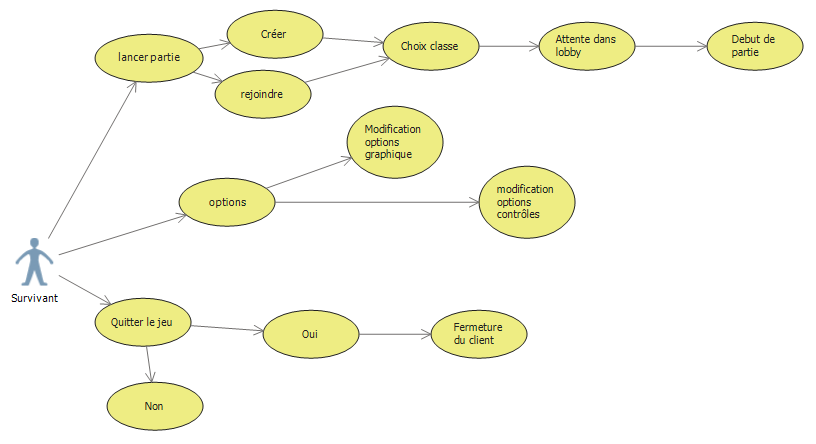 lancer partie
Créer
rejoindre
Choix classe
Attente dans
lobby
Debut de
partie
Modification
options
graphique
options
modification
options
contrôles
Survivant
Quitter le jeu
Oui
Fermeture
du client
Non